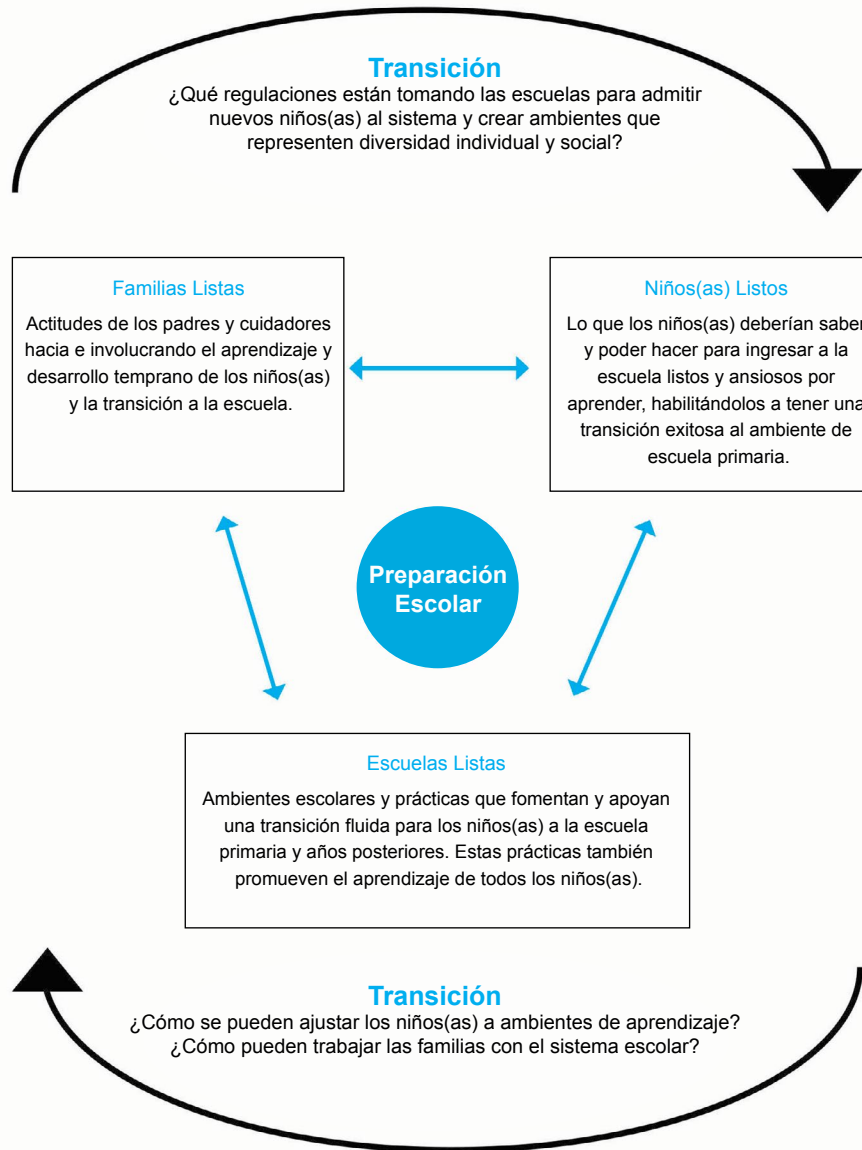 Transición
¿Qué regulaciones están tomando las escuelas para admitir
nuevos niños(as) al sistema y crear ambientes que
representen diversidad individual y social?
Familias Listas
Actitudes de los padres y cuidadores
hacia e involucrando el aprendizaje y
desarrollo temprano de los niños(as)
y la transición a la escuela.
Niños(as) Listos
Lo que los niños(as) deberían saber
y poder hacer para ingresar a la
escuela listos y ansiosos por
aprender, habilitándolos a tener una
transición exitosa al ambiente de
escuela primaria.
Preparación
Escolar
Escuelas Listas
Ambientes escolares y prácticas que fomentan y apoyan
una transición fluida para los niños(as) a la escuela
primaria y años posteriores. Estas prácticas también
promueven el aprendizaje de todos los niños(as).
Transición
¿Cómo se pueden ajustar los niños(as) a ambientes de aprendizaje?
¿Cómo pueden trabajar las familias con el sistema escolar?